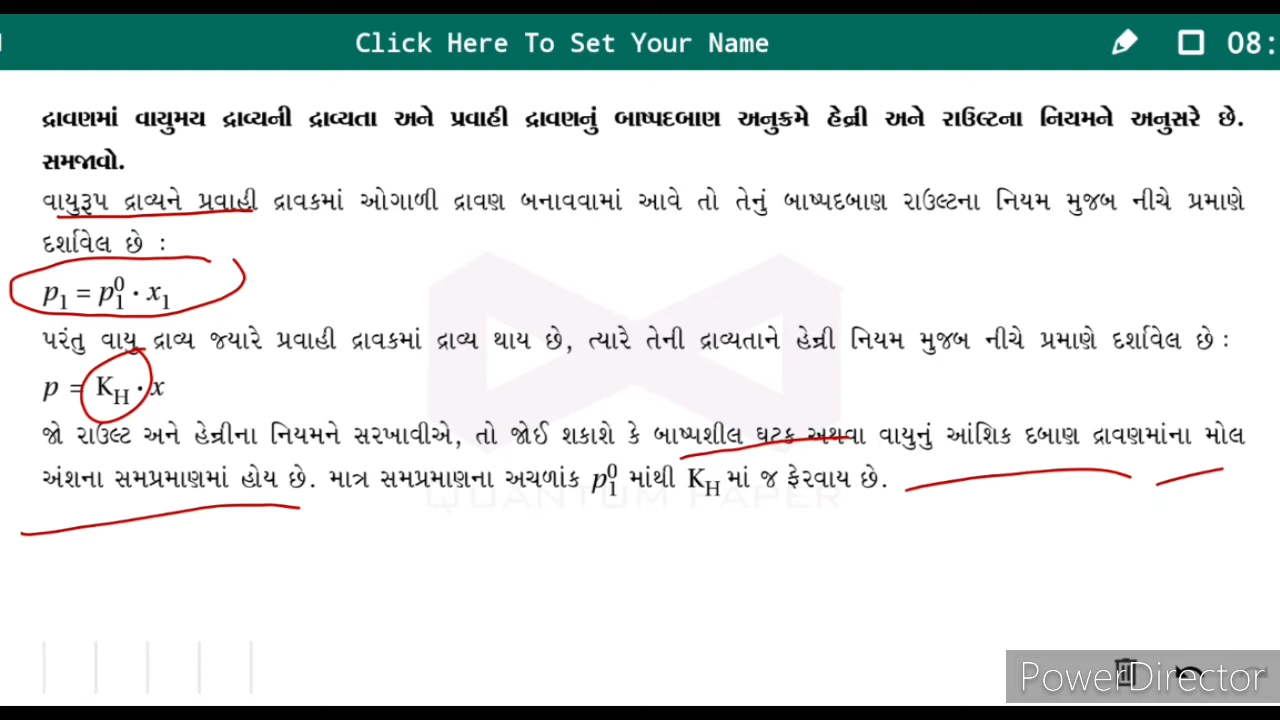 Click Here To Set Your Name
08:
દ્રાવણમાં વાયુમય દ્રાવ્યની દ્રાવ્યતા અને પ્રવાહી દ્રાવણનું બાષ્પદબાણ અનુક્રમે હેન્રી અને રાઉલ્ટના નિયમને અનુસરે છે.
સમજાવો.
વાયુરૂપ દ્રાવ્યને પ્રવાહી દ્રાવકમાં ઓગાળી દ્રાવણ બનાવવામાં આવે તો તેનું બાષ્પદબાણ રાઉલ્ટના નિયમ મુજબ નીચે પ્રમાણે
દર્શાવેલ છે :
p₁ = p₁⁰ · x₁
પરંતુ વાયુ દ્રાવ્ય જ્યારે પ્રવાહી દ્રાવકમાં દ્રાવ્ય થાય છે, ત્યારે તેની દ્રાવ્યતાને હેન્રી નિયમ મુજબ નીચે પ્રમાણે દર્શાવેલ છે :
p = K_H · x
જો રાઉલ્ટ અને હેન્રીના નિયમને સરખાવીએ, તો જોઈ શકાશે કે બાષ્પશીલ ઘટક અથવા વાયુનું આંશિક દબાણ દ્રાવણમાંના મોલ
અંશના સમપ્રમાણમાં હોય છે. માત્ર સમપ્રમાણના અચળાંક p₁⁰ માંથી K_H માં જ ફેરવાય છે.
QUANTUM PAPER
PowerDirector